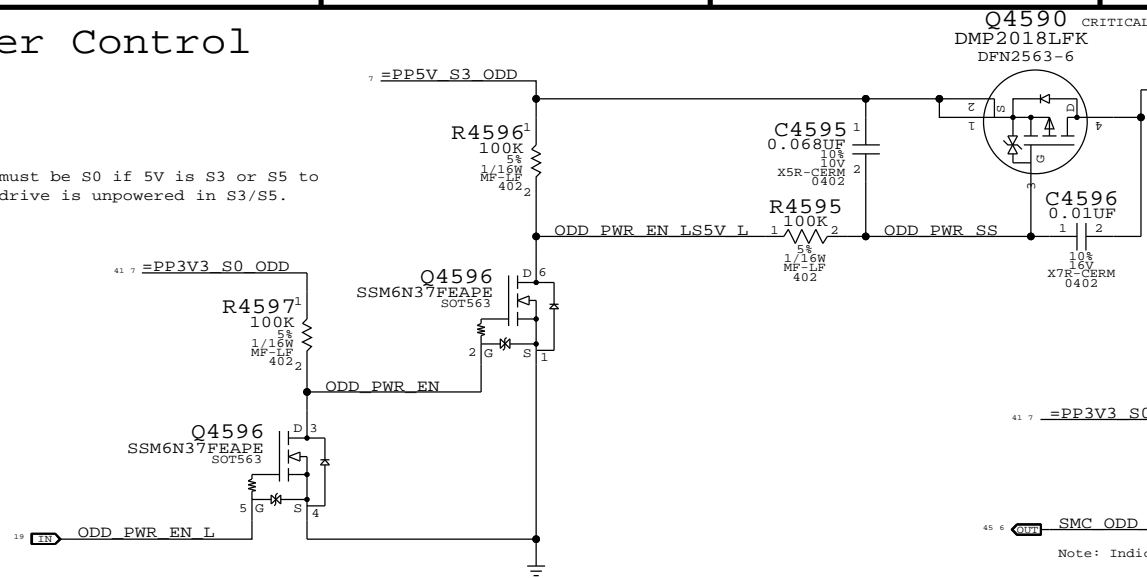 er Control
Q4590 CRITICAL
DMP2018LFK
DFN2563-6
7 =PP5V_S3_ODD
R4596 1
100K
5%
1/16W
MF-LF
402 2
C4595 1
0.068UF
10%
10V
X5R-CERM 2
0402
2 S D
1 4
G
3
must be S0 if 5V is S3 or S5 to
drive is unpowered in S3/S5.
R4595
100K
ODD_PWR_EN_LS5V_L 1 2 ODD_PWR_SS
5%
1/16W
MF-LF
402
C4596
0.01UF
1 2
10%
16V
X7R-CERM
0402
41 7 =PP3V3_S0_ODD
Q4596 D 6
SSM6N37FEAPE
SOT563
2 G S 1
R4597 1
100K
5%
1/16W
MF-LF
402 2
ODD_PWR_EN
Q4596 D 3
SSM6N37FEAPE
SOT563
5 G S 4
19 IN ODD_PWR_EN_L
41 7 =PP3V3_S0
45 6 OUT SMC_ODD_
Note: Indic